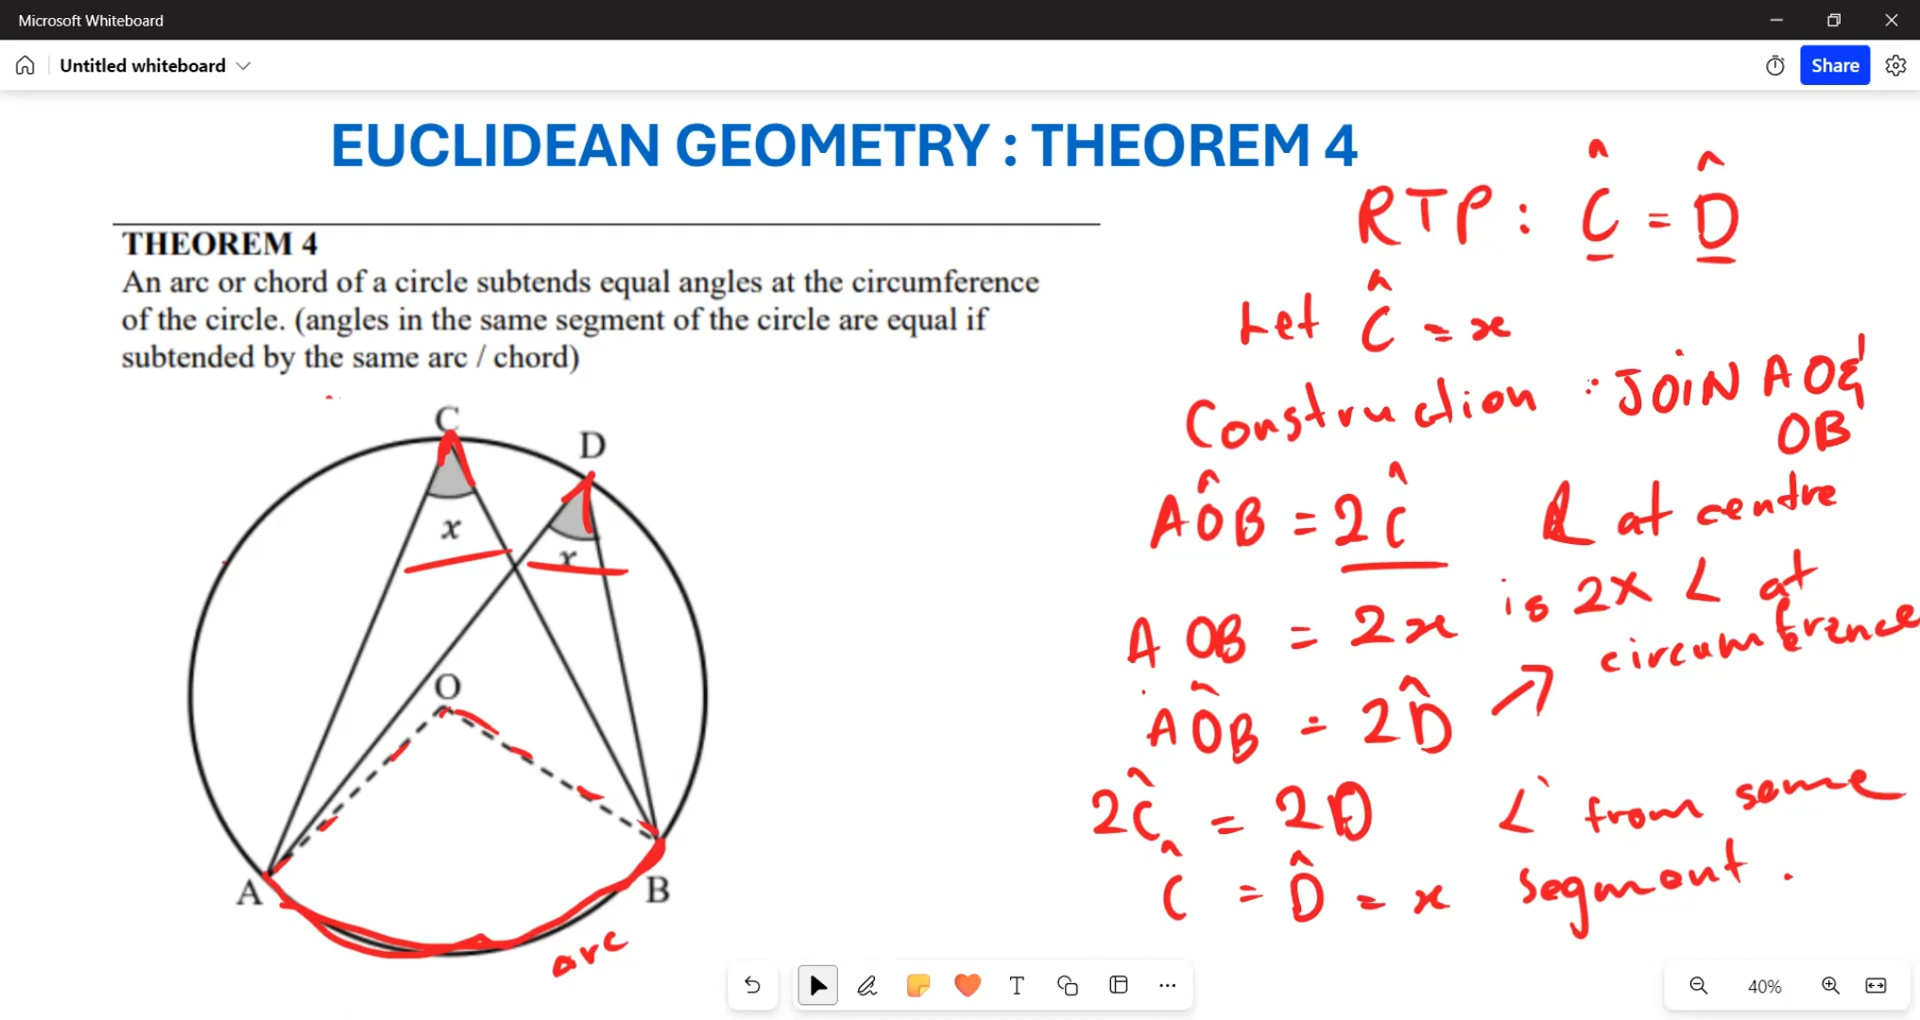 Microsoft Whiteboard
Untitled whiteboard
Share
EUCLIDEAN GEOMETRY : THEOREM 4
THEOREM 4
An arc or chord of a circle subtends equal angles at the circumference
of the circle. (angles in the same segment of the circle are equal if
subtended by the same arc / chord)
C
D
x
x
O
A
B
arc
RTP : Ĉ = D̂
Let Ĉ = x
Construction : JOIN AO &
OB
AÔB = 2Ĉ ∠ at centre
is 2X ∠ at
circumference
AOB = 2x
AÔB = 2D̂ ↗
2Ĉ = 2D ∠ from same
segment .
Ĉ = D̂ = x
40%